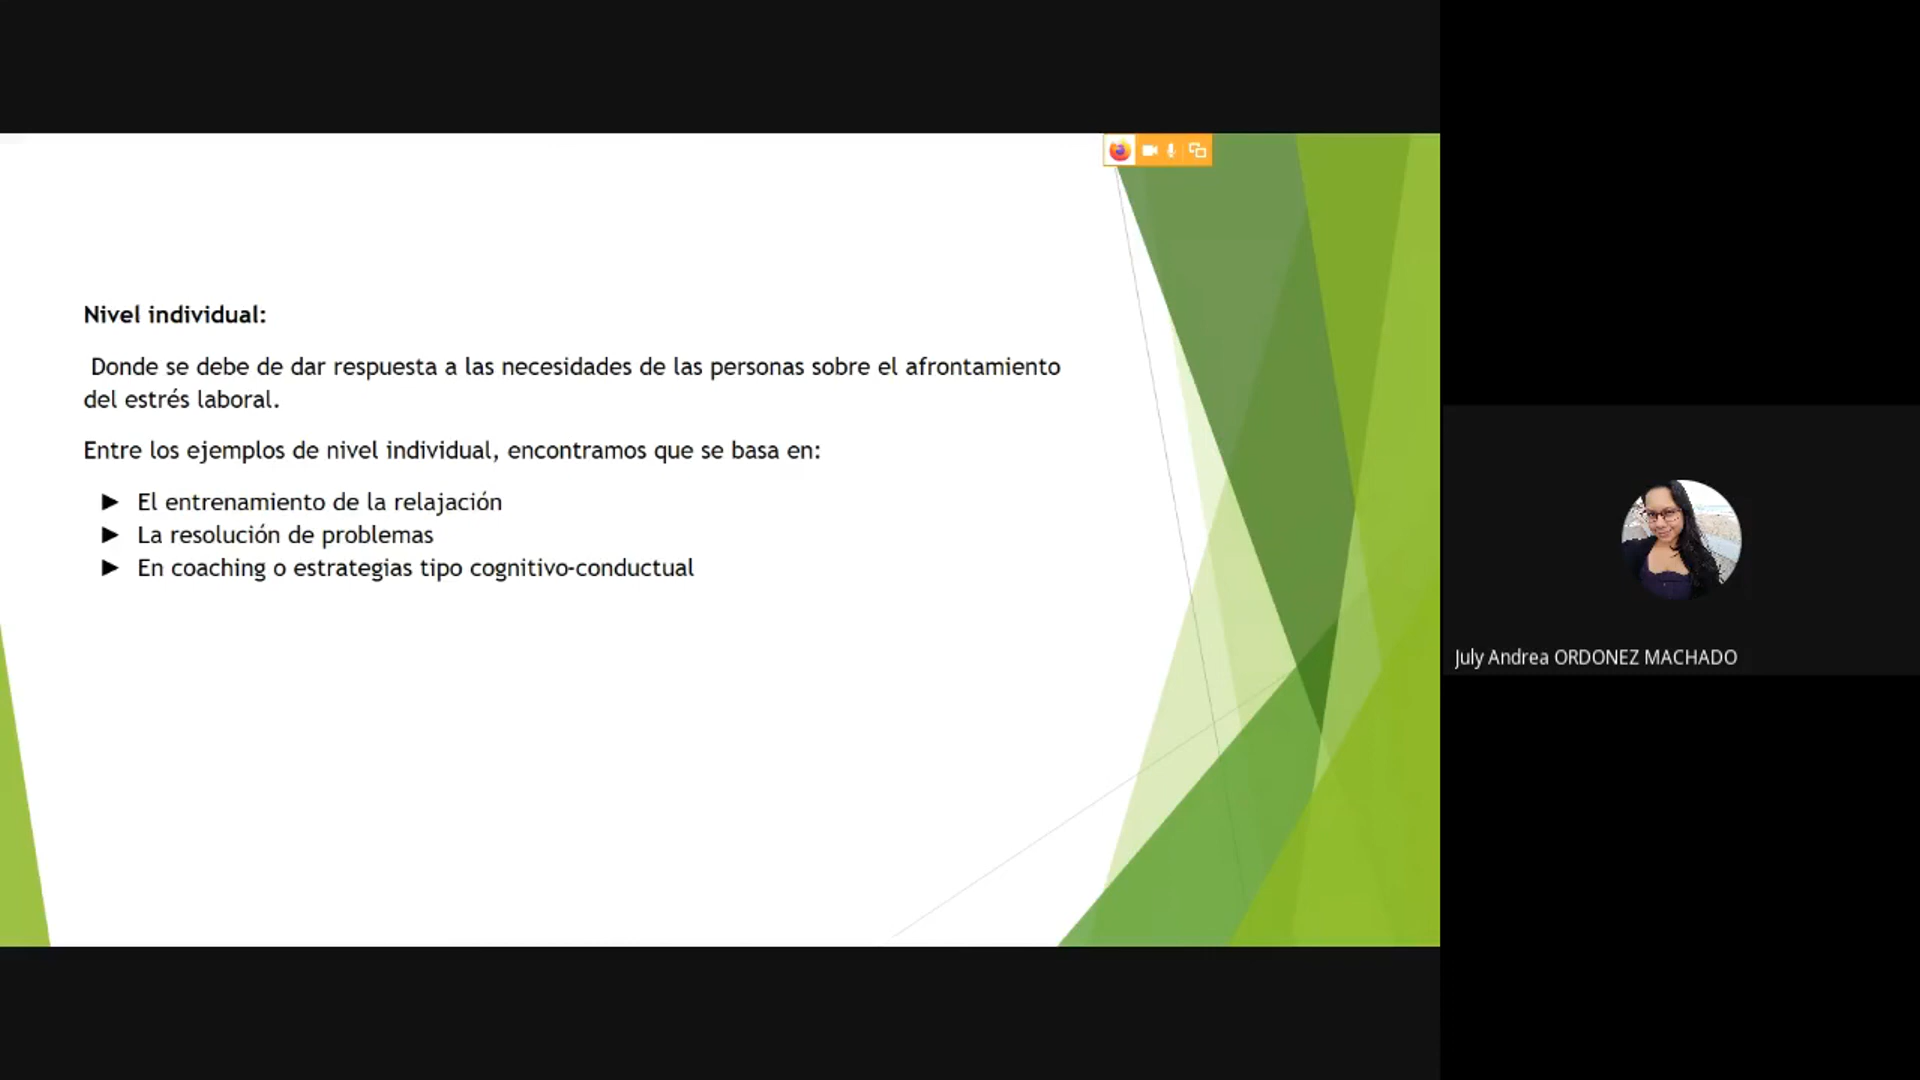 Nivel individual:
Donde se debe de dar respuesta a las necesidades de las personas sobre el afrontamiento
del estrés laboral.
Entre los ejemplos de nivel individual, encontramos que se basa en:
► El entrenamiento de la relajación
► La resolución de problemas
► En coaching o estrategias tipo cognitivo-conductual
July Andrea ORDONEZ MACHADO